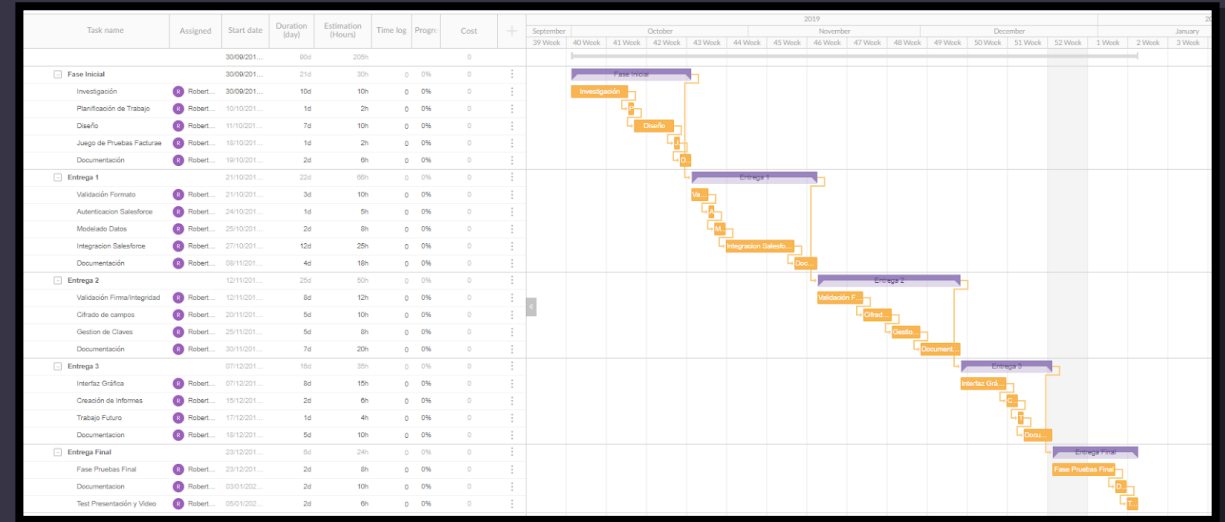 2019 20
Task name Assigned Start date Duration (day) Estimation (Hours) Time log Progr Cost + September October November December January
39 Week 40 Week 41 Week 42 Week 43 Week 44 Week 45 Week 46 Week 47 Week 48 Week 49 Week 50 Week 51 Week 52 Week 1 Week 2 Week 3 Week
30/09/201... 90d 205h 0
Fase Inicial 30/09/201... 21d 30h 0 0% 0 Fase Inicial
Investigación R Robert... 30/09/201... 10d 10h 0 0% 0 Investigación
Planificación de Trabajo R Robert... 10/10/201... 1d 2h 0 0% 0 P
Diseño R Robert... 11/10/201... 7d 10h 0 0% 0 Diseño
Juego de Pruebas Facturae R Robert... 18/10/201... 1d 2h 0 0% 0 J
Documentación R Robert... 19/10/201... 2d 6h 0 0% 0 D...
Entrega 1 21/10/201... 22d 66h 0 0% 0 Entrega 1
Validación Formato R Robert... 21/10/201... 3d 10h 0 0% 0 Va...
Autenticacion Salesforce R Robert... 24/10/201... 1d 5h 0 0% 0 A
Modelado Datos R Robert... 25/10/201... 2d 8h 0 0% 0 M...
Integracion Salesforce R Robert... 27/10/201... 12d 25h 0 0% 0 Integracion Salesfo...
Documentación R Robert... 08/11/201... 4d 18h 0 0% 0 Doc...
Entrega 2 12/11/201... 25d 50h 0 0% 0 Entrega 2
Validación Firma/Integridad R Robert... 12/11/201... 8d 12h 0 0% 0 Validación F...
Cifrado de campos R Robert... 20/11/201... 5d 10h 0 0% 0 Cifrad...
Gestion de Claves R Robert... 25/11/201... 5d 8h 0 0% 0 Gestio...
Documentación R Robert... 30/11/201... 7d 20h 0 0% 0 Document...
Entrega 3 07/12/201... 16d 35h 0 0% 0 Entrega 3
Interfaz Gráfica R Robert... 07/12/201... 8d 15h 0 0% 0 Interfaz Grá...
Creación de Informes R Robert... 15/12/201... 2d 6h 0 0% 0 C...
Trabajo Futuro R Robert... 17/12/201... 1d 4h 0 0% 0 T
Documentacion R Robert... 18/12/201... 5d 10h 0 0% 0 Docu...
Entrega Final 23/12/201... 6d 24h 0 0% 0 Entrega Final
Fase Pruebas Final R Robert... 23/12/201... 2d 8h 0 0% 0 Fase Pruebas Final
Documentacion R Robert... 03/01/202... 2d 10h 0 0% 0 D...
Test Presentación y Video R Robert... 05/01/202... 2d 6h 0 0% 0 T...